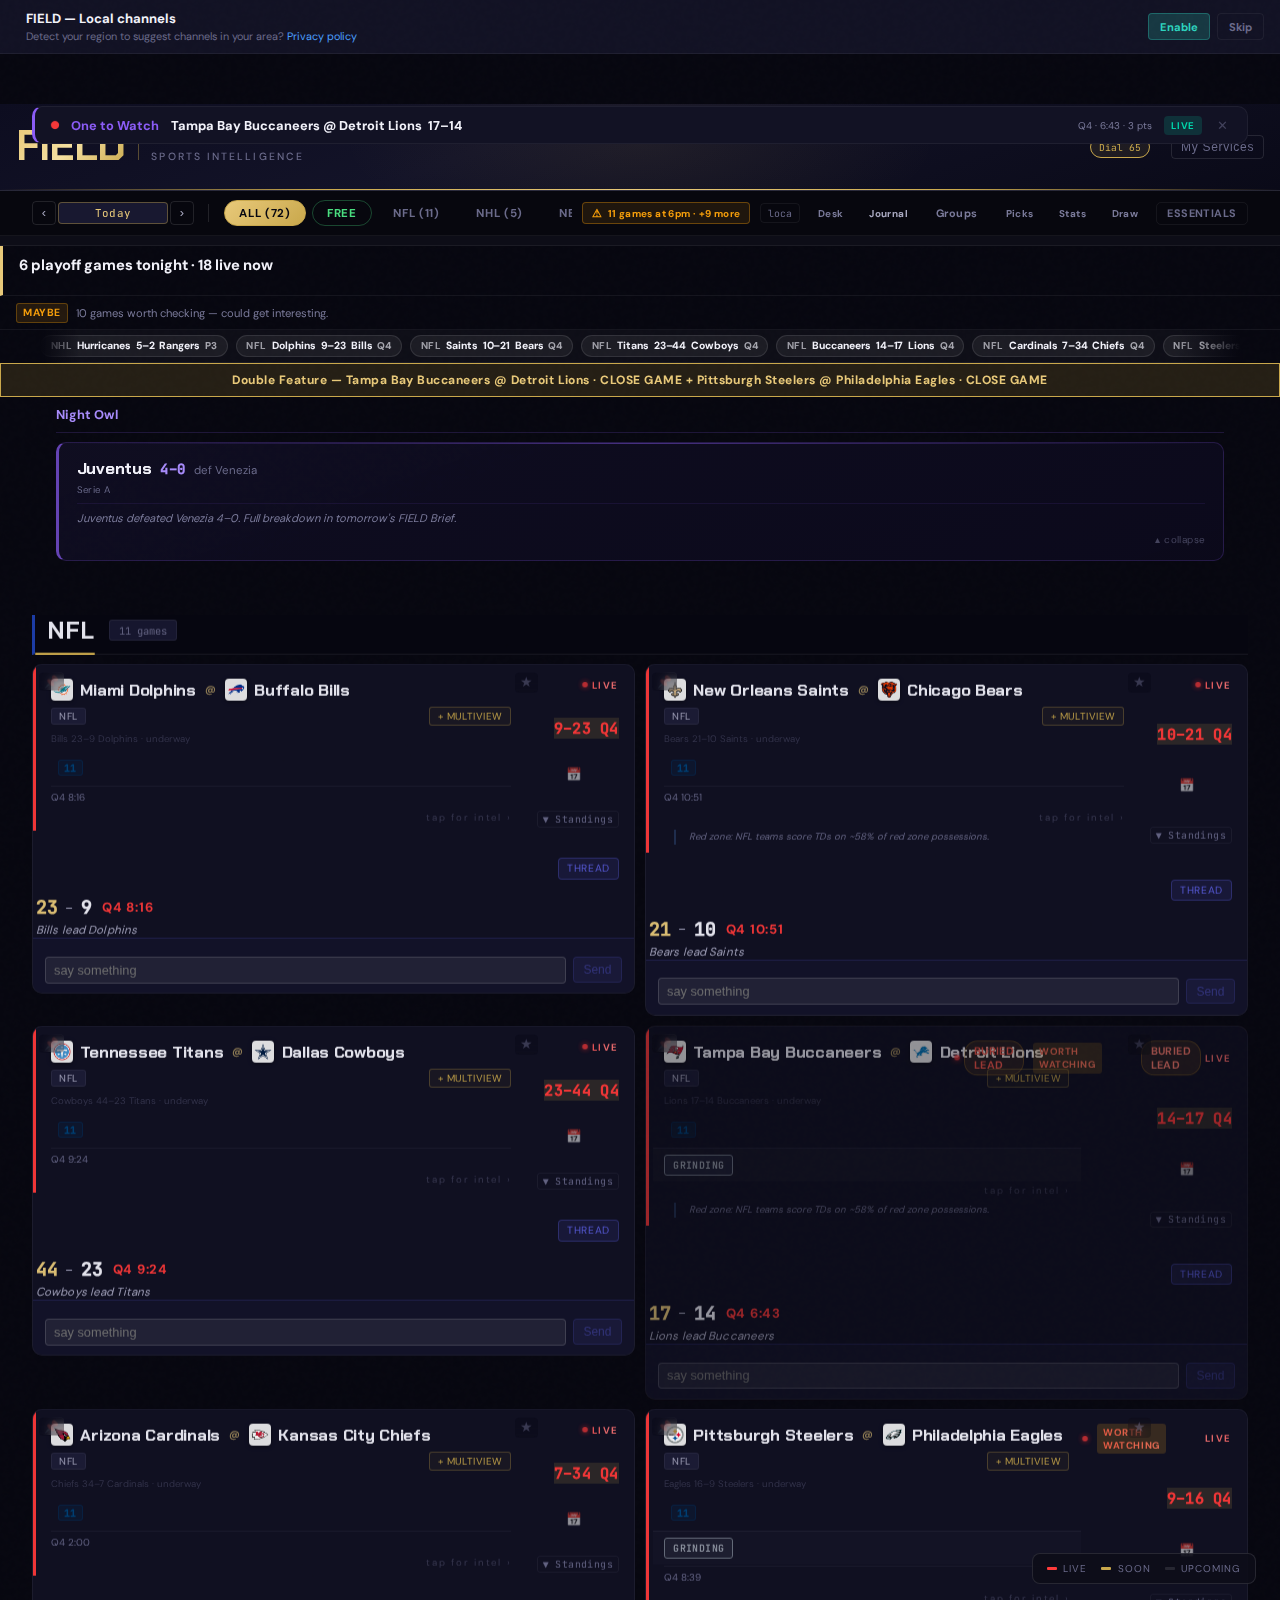 FIELD — Local channels
Detect your region to suggest channels in your area? Privacy policy
Enable
Skip
One to Watch Tampa Bay Buccaneers @ Detroit Lions 17–14
Q4 · 6:43 · 3 pts LIVE ×
FIELD SPORTS INTELLIGENCE
Dial 65 My Services
‹ Today › ALL (72) FREE NFL (11) NHL (5) ⚠ 11 games at 6pm · +9 more loca Desk Journal Groups Picks Stats Draw ESSENTIALS
6 playoff games tonight · 18 live now
MAYBE 10 games worth checking — could get interesting.
NHL Hurricanes 5–2 Rangers P3 NFL Dolphins 9–23 Bills Q4 NFL Saints 10–21 Bears Q4 NFL Titans 23–44 Cowboys Q4 NFL Buccaneers 14–17 Lions Q4 NFL Cardinals 7–34 Chiefs Q4 NFL Steelers
Double Feature — Tampa Bay Buccaneers @ Detroit Lions · CLOSE GAME + Pittsburgh Steelers @ Philadelphia Eagles · CLOSE GAME
Night Owl
Juventus 4–0 def Venezia
Serie A
Juventus defeated Venezia 4–0. Full breakdown in tomorrow's FIELD Brief.
▴ collapse
NFL 11 games
Miami Dolphins @ Buffalo Bills ★ LIVE
NFL + MULTIVIEW
9–23 Q4
Bills 23–9 Dolphins · underway
11
Q4 8:16
tap for intel ›
▾ Standings
THREAD
23 – 9 Q4 8:16
Bills lead Dolphins
say something Send
New Orleans Saints @ Chicago Bears ★ LIVE
NFL + MULTIVIEW
10–21 Q4
Bears 21–10 Saints · underway
11
Q4 10:51
tap for intel ›
Red zone: NFL teams score TDs on ~58% of red zone possessions.
▾ Standings
THREAD
21 – 10 Q4 10:51
Bears lead Saints
say something Send
Tennessee Titans @ Dallas Cowboys ★ LIVE
NFL + MULTIVIEW
23–44 Q4
Cowboys 44–23 Titans · underway
11
Q4 9:24
tap for intel ›
▾ Standings
THREAD
44 – 23 Q4 9:24
Cowboys lead Titans
say something Send
Tampa Bay Buccaneers @ Detroit Lions BURIED LEAD WORTH WATCHING ★ BURIED LEAD LIVE
NFL + MULTIVIEW
14–17 Q4
Lions 17–14 Buccaneers · underway
11
GRINDING
tap for intel ›
Red zone: NFL teams score TDs on ~58% of red zone possessions.
▾ Standings
THREAD
17 – 14 Q4 6:43
Lions lead Buccaneers
say something Send
Arizona Cardinals @ Kansas City Chiefs ★ LIVE
NFL + MULTIVIEW
7–34 Q4
Chiefs 34–7 Cardinals · underway
11
Q4 2:00
tap for intel ›
▾ Standings
Pittsburgh Steelers @ Philadelphia Eagles WORTH WATCHING ★ LIVE
NFL + MULTIVIEW
9–16 Q4
Eagles 16–9 Steelers · underway
11
GRINDING
Q4 8:39
LIVE SOON UPCOMING